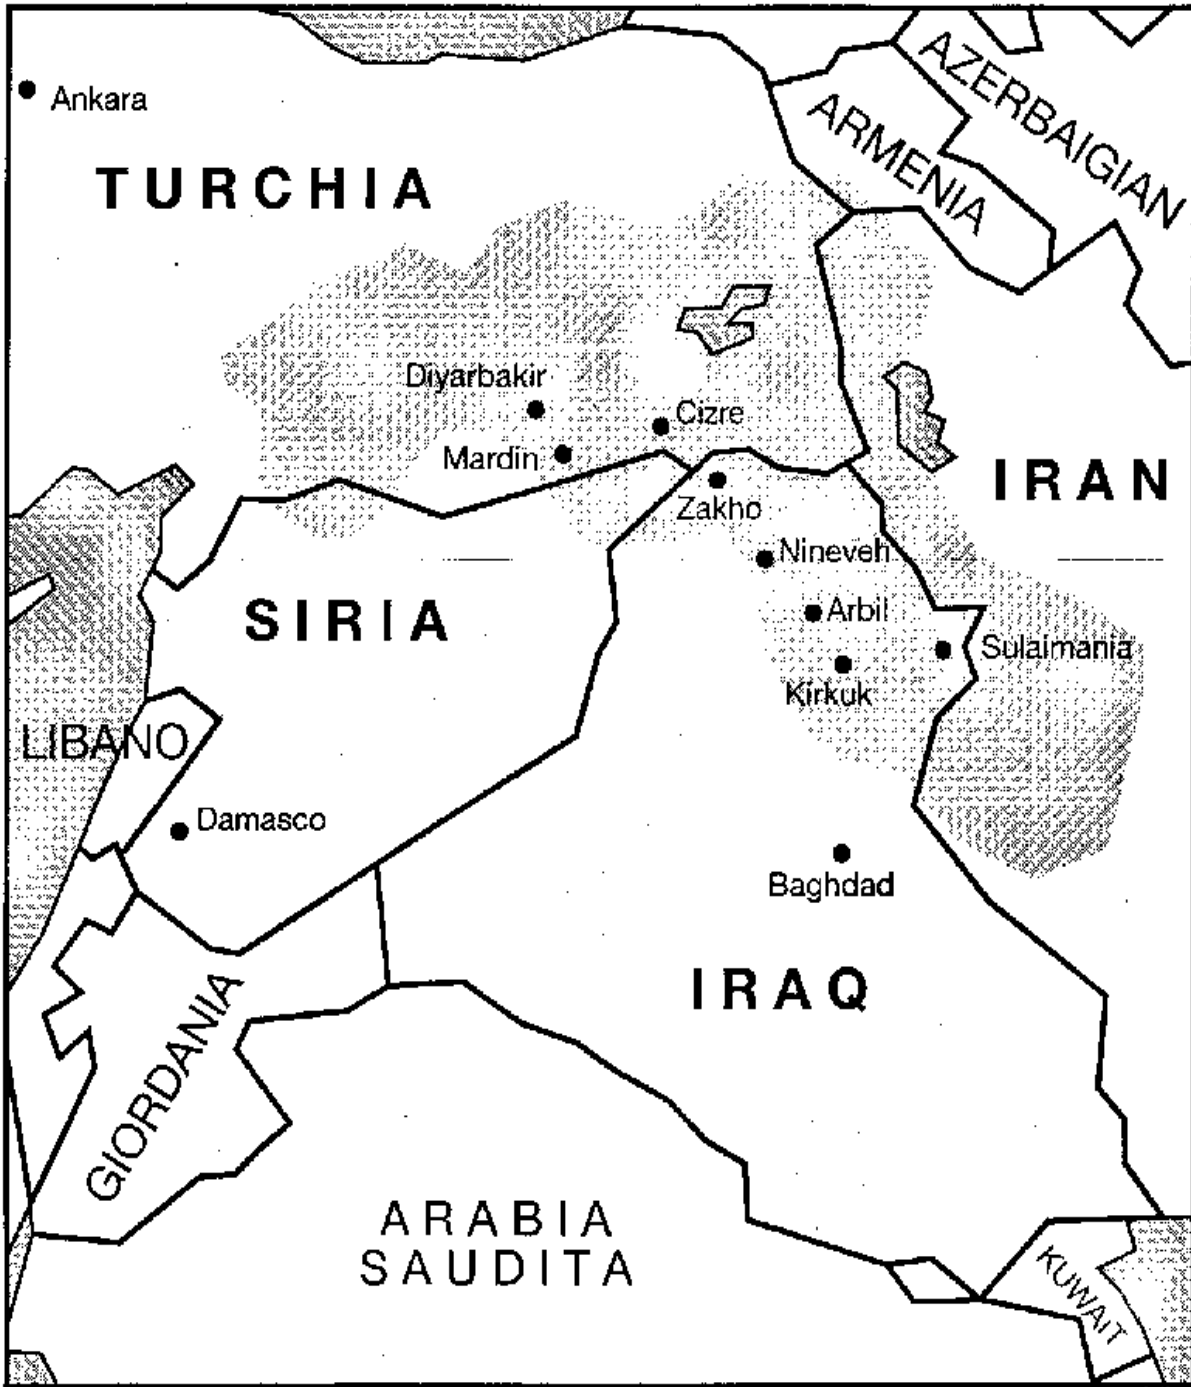 AZERBAIGIAN
Ankara
ARMENIA
TURCHIA
Diyarbakir
Cizre
Mardin
IRAN
Zakho
Nineveh
SIRIA
Arbil
Sulaimania
Kirkuk
LIBANO
Damasco
Baghdad
IRAQ
GIORDANIA
ARABIA
SAUDITA
KUWAIT